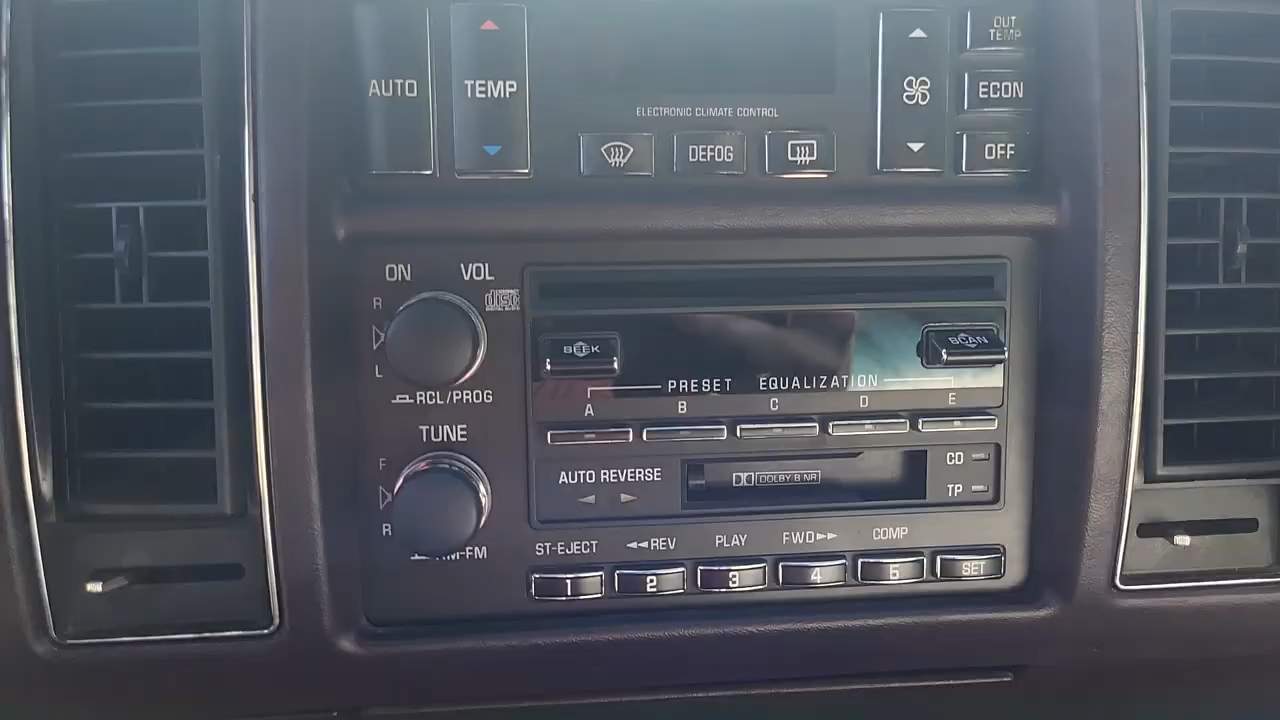 AUTO
TEMP
OUT
TEMP
ECON
ELECTRONIC CLIMATE CONTROL
DEFOG
OFF
ON VOL
R
disc
L
RCL/PROG
SEEK
SCAN
PRESET EQUALIZATION
A B C D E
TUNE
F
R
AUTO REVERSE
DOLBY B NR
CD
TP
ST-EJECT ◄◄REV PLAY FWD►► COMP
1 2 3 4 5 SET